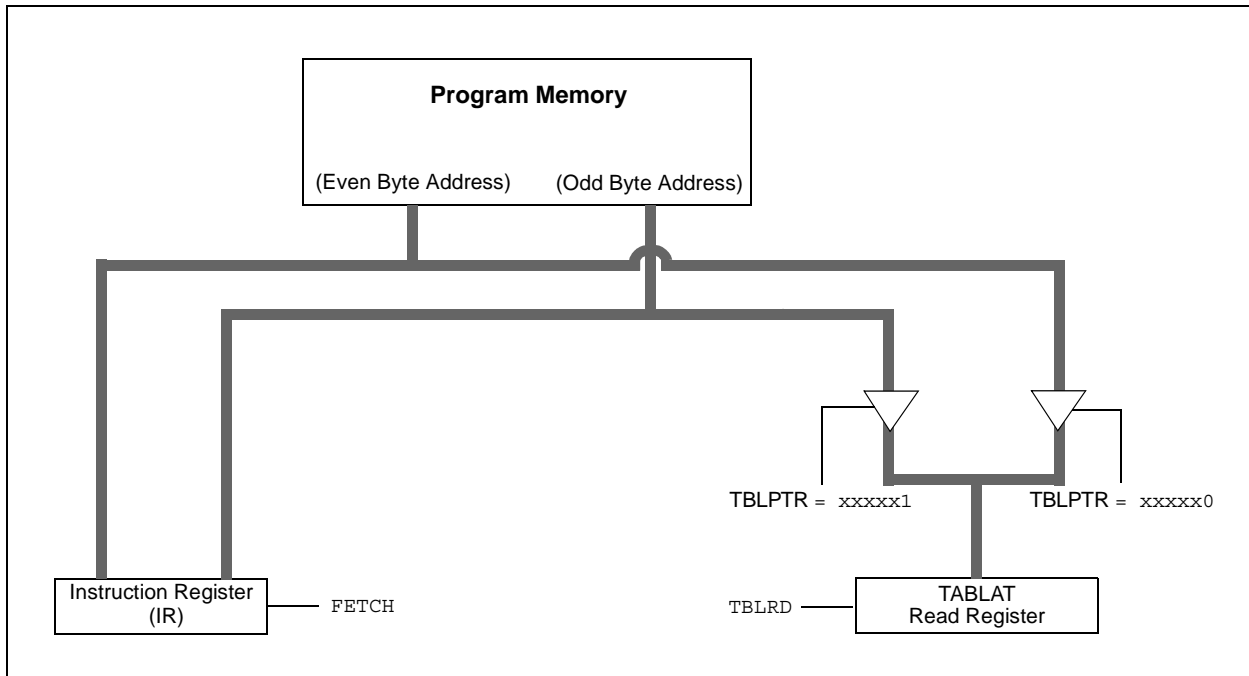 Program Memory
(Even Byte Address) (Odd Byte Address)
TBLPTR = xxxxx1 TBLPTR = xxxxx0
Instruction Register
(IR)
FETCH
TBLRD
TABLAT
Read Register